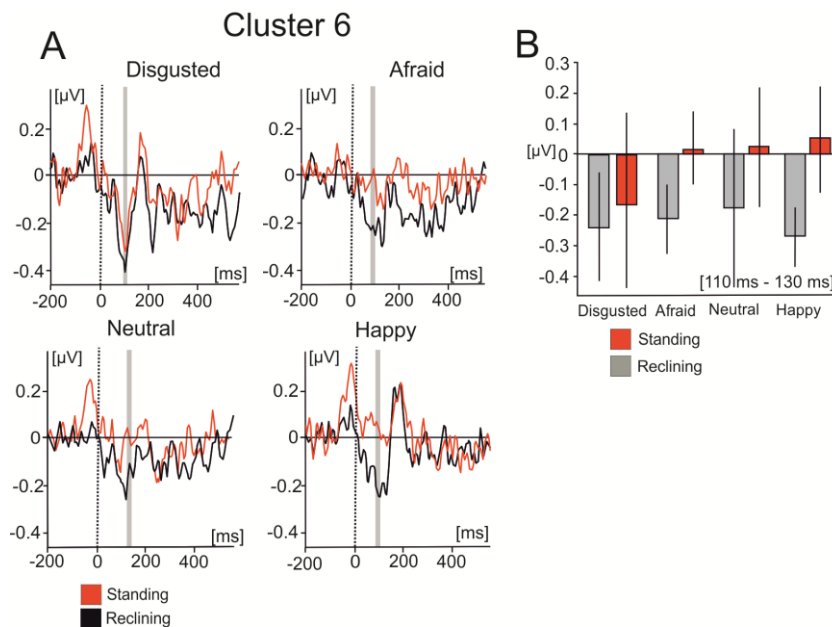 Cluster 6
A
Disgusted
[µV]
0.2
0
-0.2
-0.4
[ms]
-200 0 200 400
Afraid
[µV]
0.2
0
-0.2
-0.4
[ms]
-200 0 200 400
Neutral
[µV]
0.2
0
-0.2
-0.4
[ms]
-200 0 200 400
Happy
[µV]
0.2
0
-0.2
-0.4
[ms]
-200 0 200 400
Standing
Reclining
B
0.3
0.2
0.1
[µV]
0.0
-0.1
-0.2
-0.3
-0.4
[110 ms - 130 ms]
Disgusted Afraid Neutral Happy
Standing
Reclining